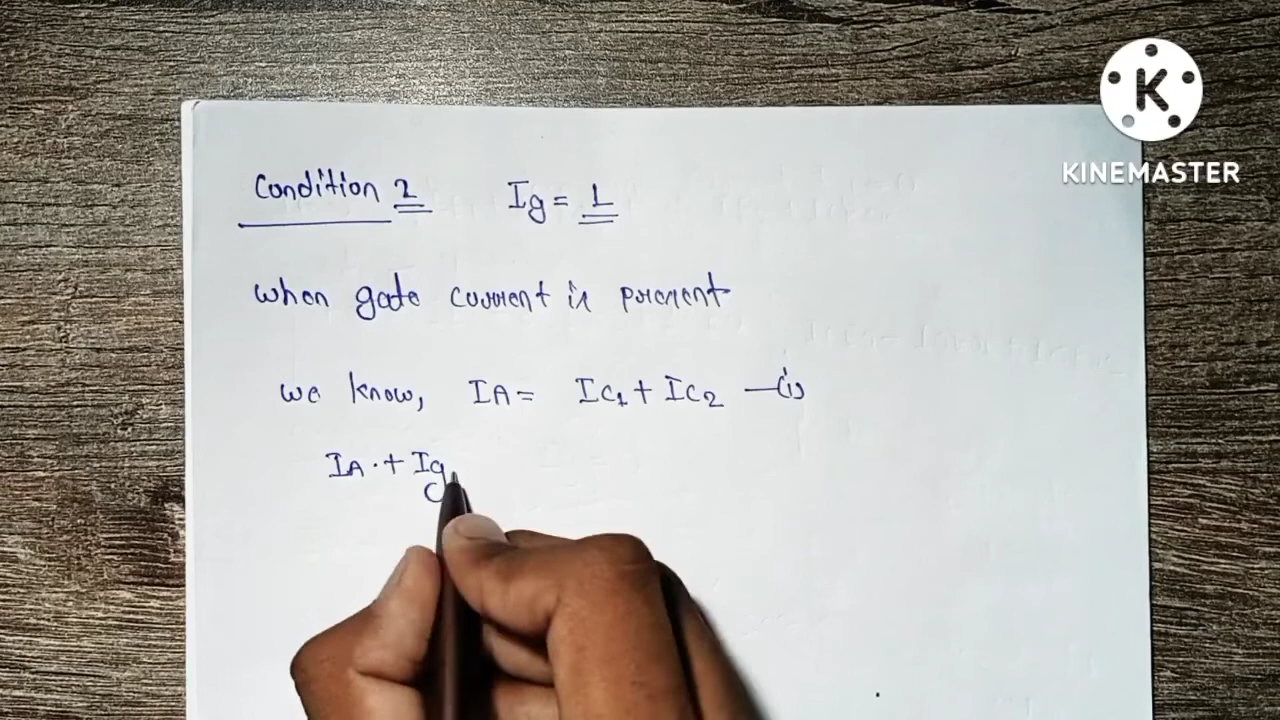 K
KINEMASTER
Condition 2 Ig = 1
when gate current is present
we know, IA = IC1 + IC2 —(i)
IA + Ig